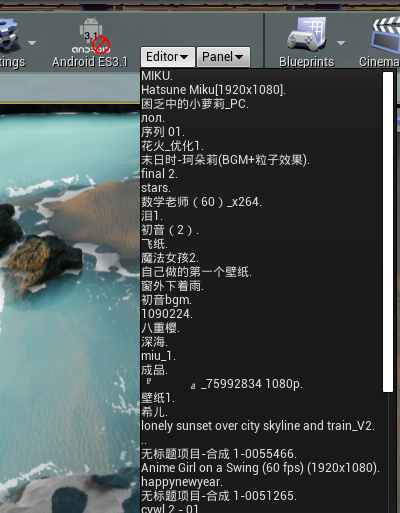 3.1
android
tings
Android ES3.1
Editor
Panel
Blueprints
Cinema
MIKU.
Hatsune Miku[1920x1080].
困乏中的小萝莉_PC.
лол.
序列 01.
花火_优化1.
末日时-珂朵莉(BGM+粒子效果).
final 2.
stars.
数学老师（60）_x264.
泪1.
初音（2）.
飞纸.
魔法女孩2.
自己做的第一个壁纸.
窗外下着雨.
初音bgm.
1090224.
八重樱.
深海.
miu_1.
成品.
『 』_75992834 1080p.
壁纸1.
希儿.
lonely sunset over city skyline and train_V2.
..
无标题项目-合成 1-0055466.
Anime Girl on a Swing (60 fps) (1920x1080).
happynewyear.
无标题项目-合成 1-0051265.
cywl 2 - 01